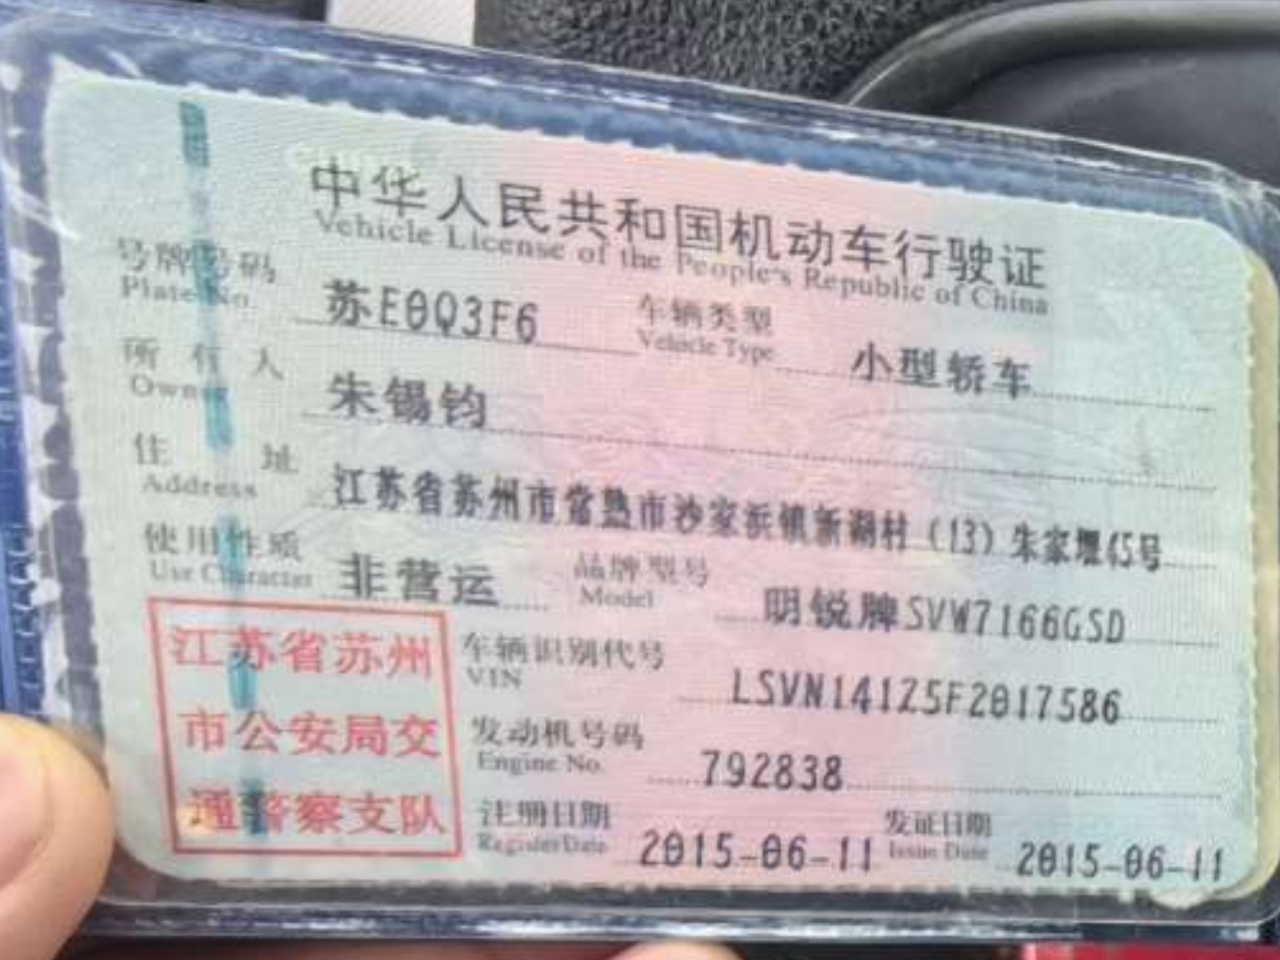 中华人民共和国机动车行驶证
Vehicle License of the People's Republic of China
号牌号码 苏E0Q3F6 车辆类型 小型轿车
Plate No. Vehicle Type
所有人 朱锡钧
Owner
住址 江苏省苏州市常熟市沙家浜镇新湖村(13)朱家堰45号
Address
使用性质 非营运 品牌型号 明锐牌SVW7166GSD
Use Character Model
车辆识别代号 LSVN141Z5F2017586
VIN
发动机号码 792838
Engine No.
注册日期 2015-06-11 发证日期 2015-06-11
Register Date Issue Date
江苏省苏州
市公安局交
通警察支队